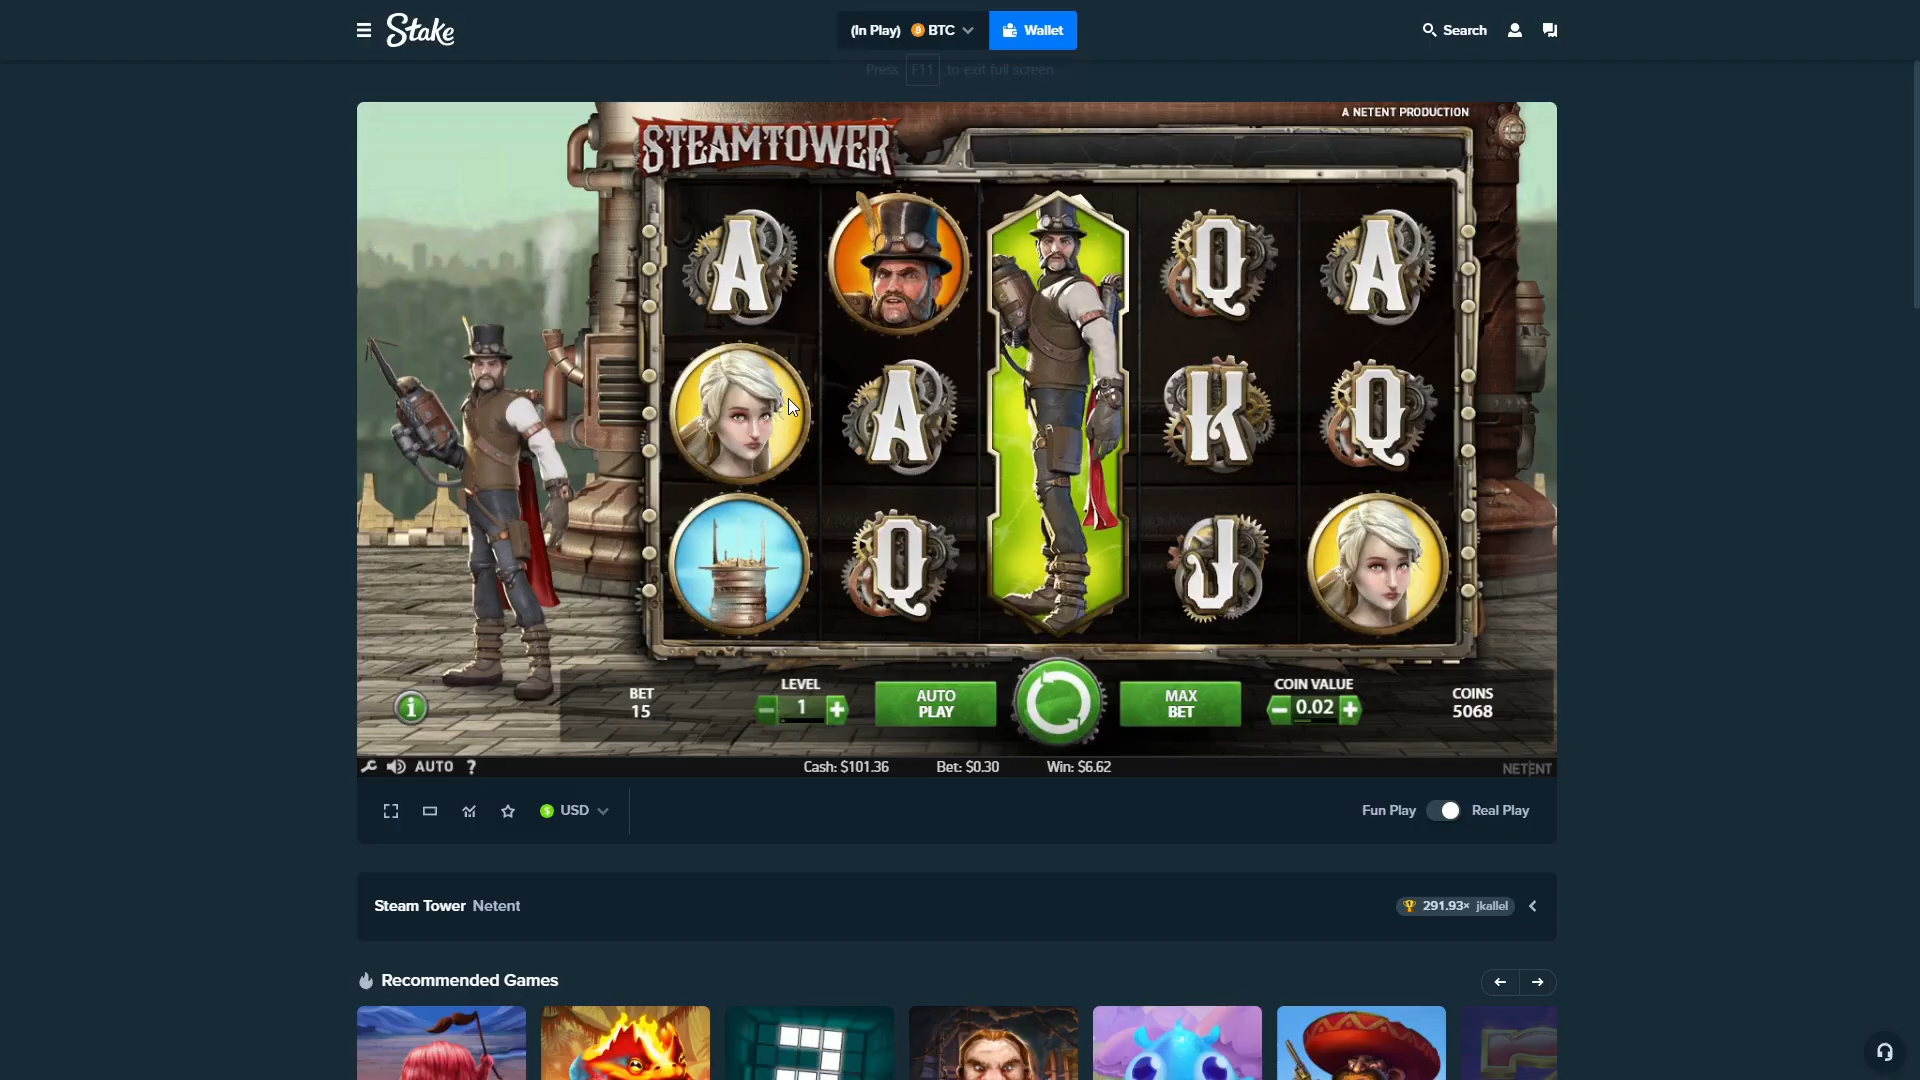 Stake
(In Play) BTC
Wallet
Search
Press F11 to exit full screen
A NETENT PRODUCTION
STEAMTOWER
A
Q
A
A
K
Q
Q
J
BET
15
LEVEL
1
AUTO
PLAY
MAX
BET
COIN VALUE
0.02
COINS
5068
AUTO ?
Cash: $101.36
Bet: $0.30
Win: $6.62
NETENT
USD
Fun Play
Real Play
Steam Tower Netent
291.93× jkallel
Recommended Games